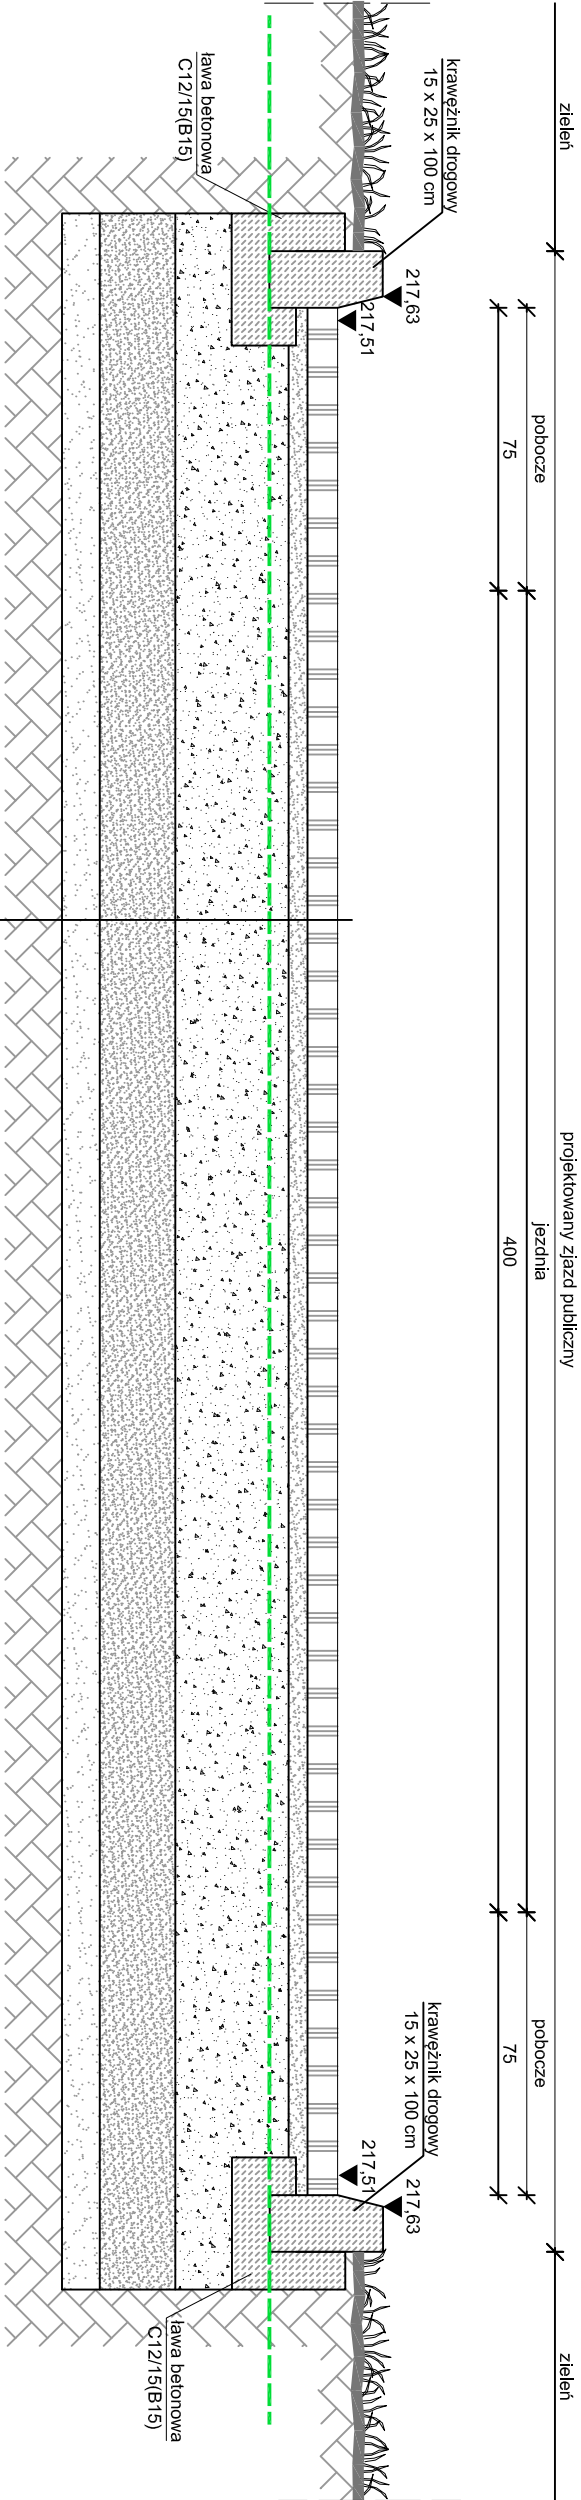 zieleń
projektowany zjazd publiczny
zieleń
pobocze
jezdnia
pobocze
75
400
75
krawężnik drogowy
15 x 25 x 100 cm
217,63
217,51
krawężnik drogowy
15 x 25 x 100 cm
217,63
217,51
ława betonowa
C12/15(B15)
ława betonowa
C12/15(B15)